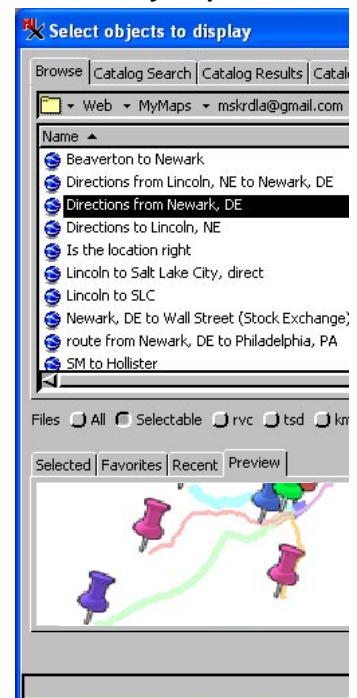 Select objects to display
Browse Catalog Search Catalog Results
Web MyMaps mskrdla@gmail.com
Name
Beaverton to Newark
Directions from Lincoln, NE to Newark, DE
Directions from Newark, DE
Directions to Lincoln, NE
Is the location right
Lincoln to Salt Lake City, direct
Lincoln to SLC
Newark, DE to Wall Street (Stock Exchange)
route from Newark, DE to Philadelphia, PA
SM to Hollister
Files All Selectable rvc tsd
Selected Favorites Recent Preview